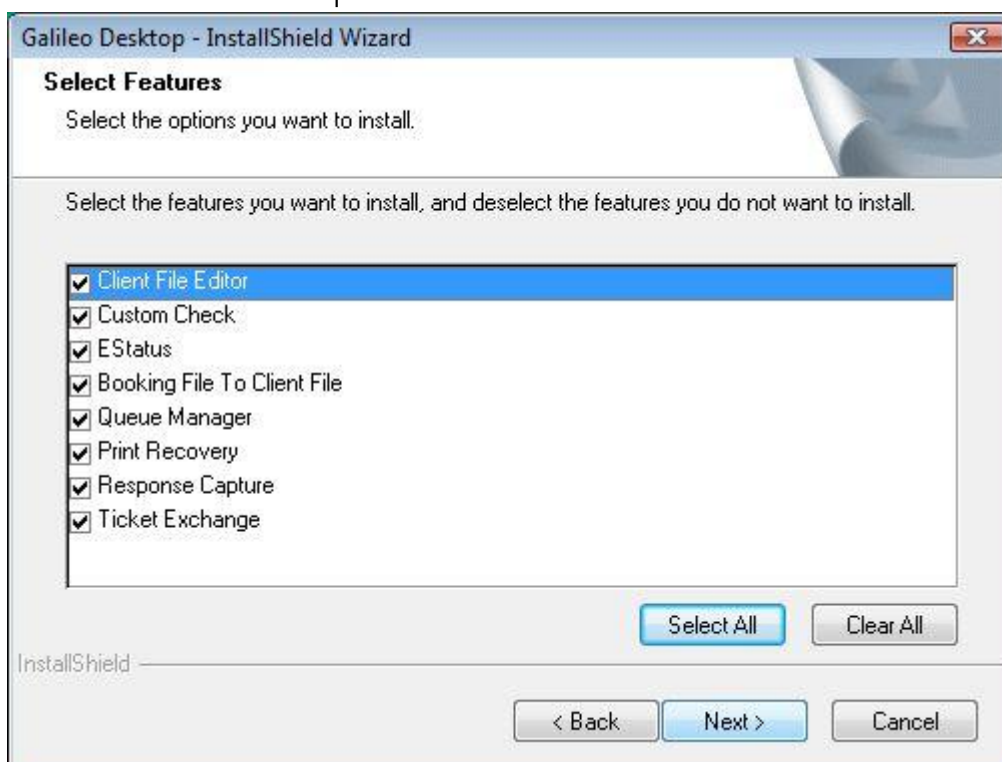 Galileo Desktop - InstallShield Wizard
Select Features
Select the options you want to install.
Select the features you want to install, and deselect the features you do not want to install.
Client File Editor
Custom Check
EStatus
Booking File To Client File
Queue Manager
Print Recovery
Response Capture
Ticket Exchange
Select All Clear All
InstallShield
< Back Next > Cancel